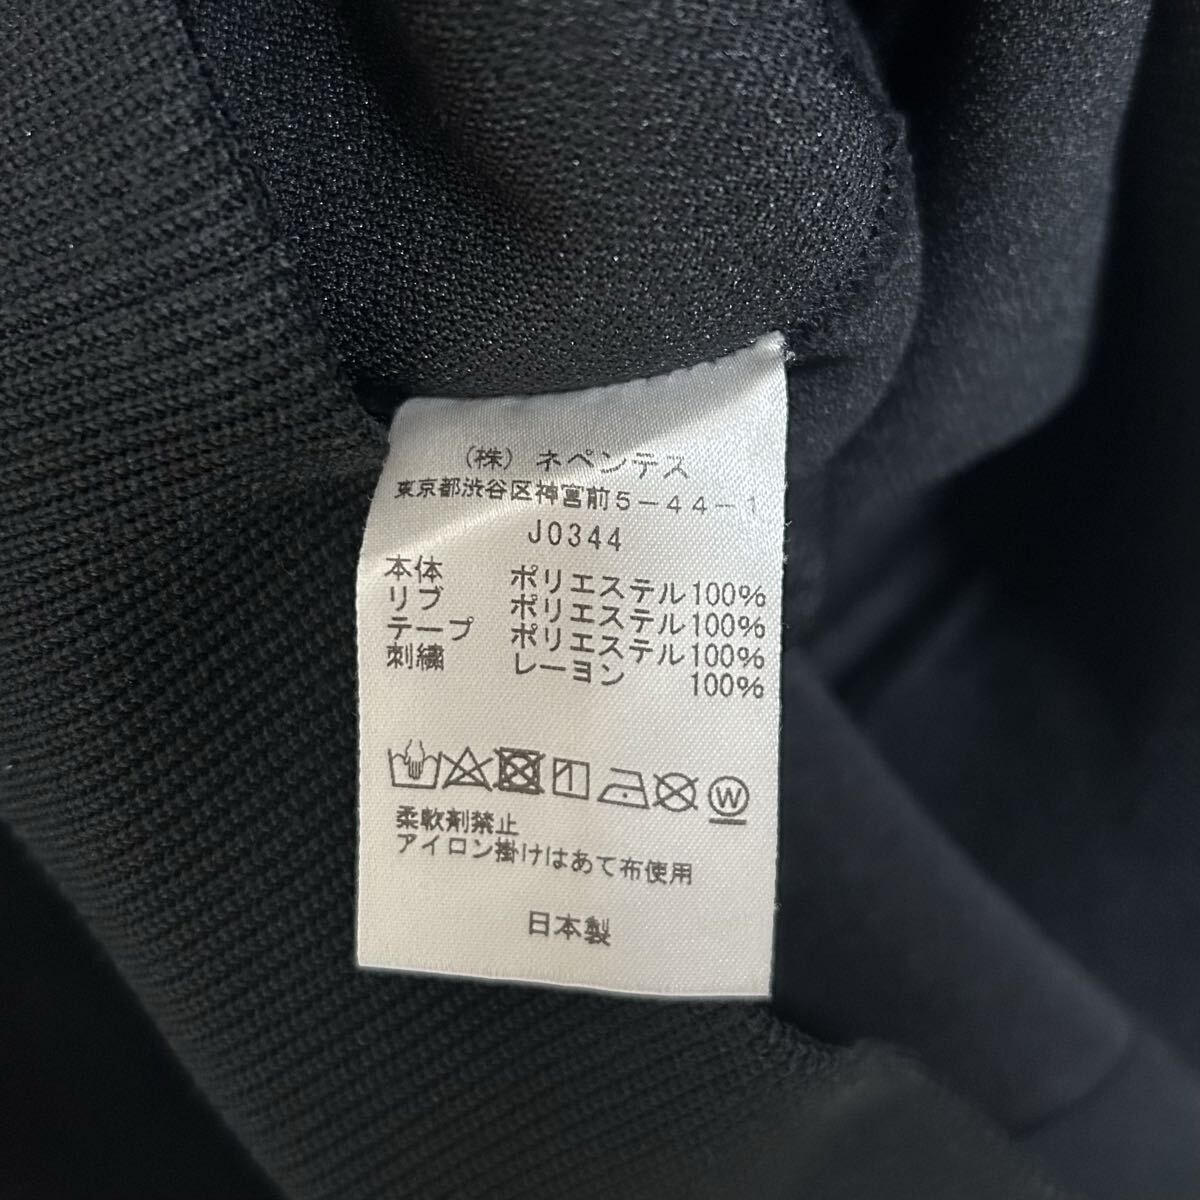 (株) ネペンテス
東京都渋谷区神宮前5-44-1
J0344
本体 ポリエステル100%
リブ ポリエステル100%
テープ ポリエステル100%
刺繍 レーヨン 100%
W
柔軟剤禁止
アイロン掛けはあて布使用
日本製